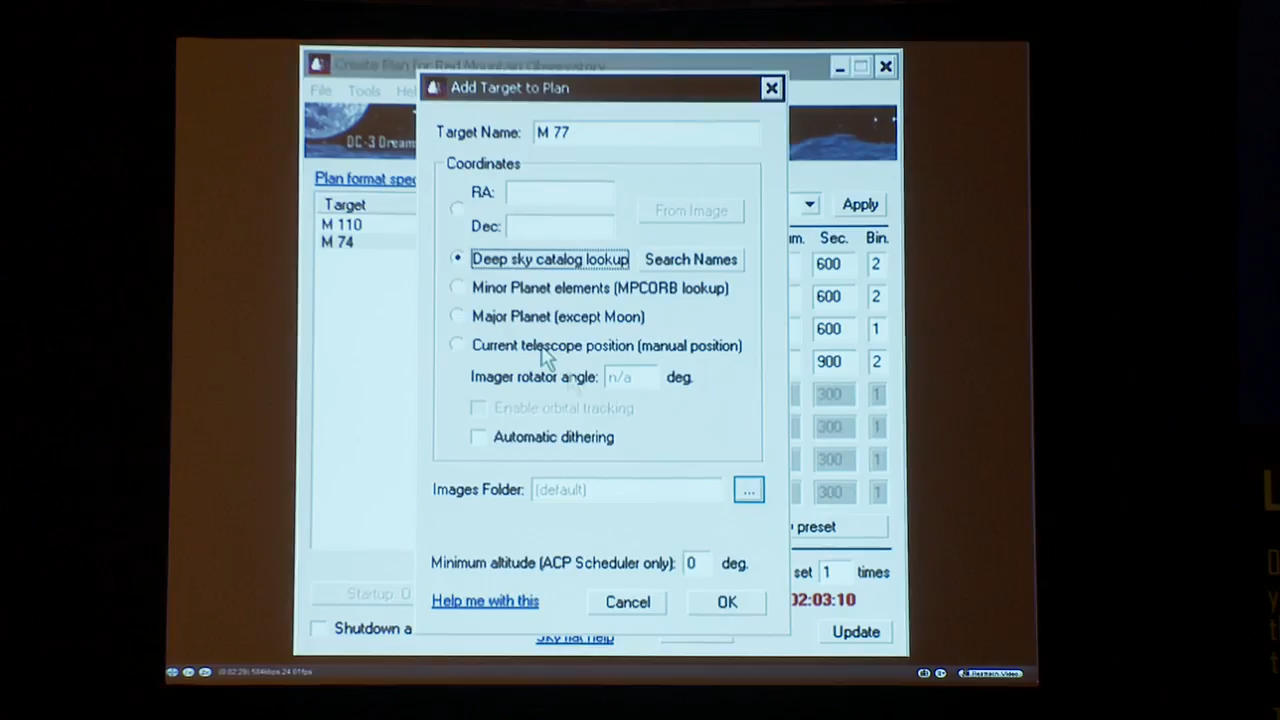 Create Plan for Red Mountain Observatory
Add Target to Plan
File Tools
Target Name: M 77
DC-3
Coordinates
Plan format
RA:
Target
From Image
Apply
M 110
Dec:
Sec. Bin.
M 74
Deep sky catalog lookup
Search Names
600 2
Minor Planet elements (MPCORB lookup)
600 2
Major Planet (except Moon)
600 1
Current telescope position (manual position)
900 2
Imager rotator angle: n/a deg.
300 1
Enable orbital tracking
300 1
Automatic dithering
300 1
Images Folder: (default) ...
300 1
preset
Minimum altitude (ACP Scheduler only): 0 deg.
set 1 times
Startup:
Help me with this
Cancel
OK
02:03:10
Shutdown
Sky flat help
Update